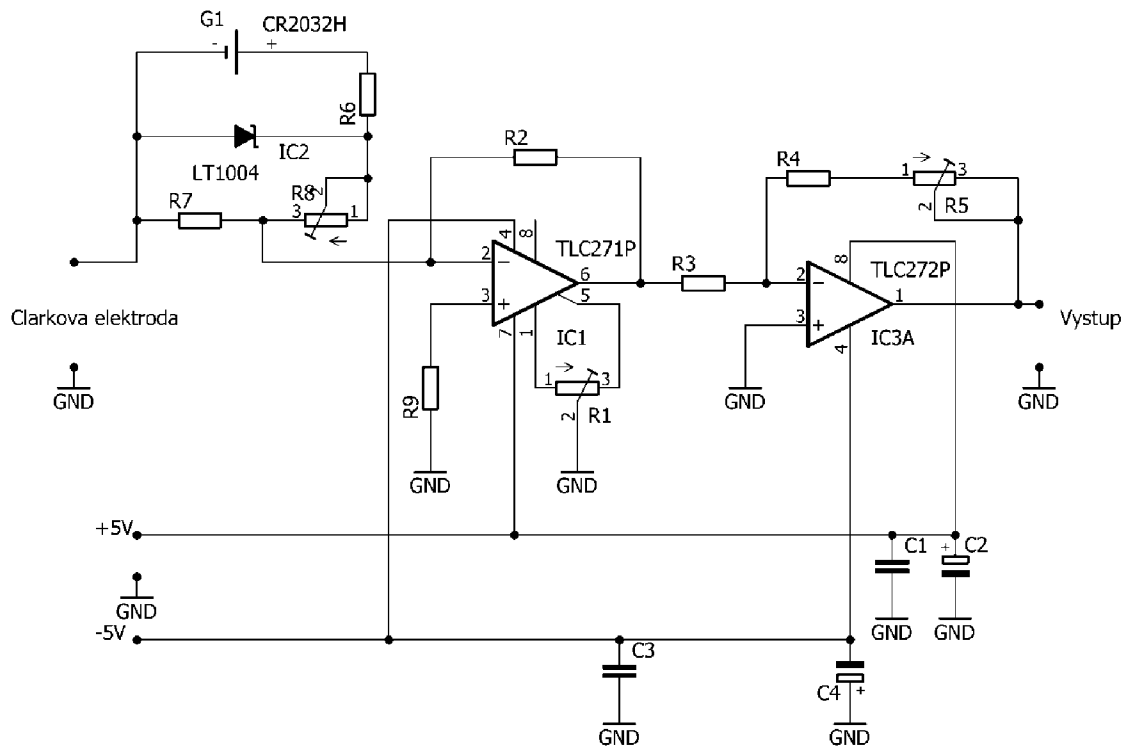 G1
CR2032H
-
+
R6
IC2
LT1004
R7
R8
3
2
1
R2
4
8
TLC271P
2
-
3
+
6
5
7
1
IC1
1
3
2
R1
R9
GND
GND
R3
R4
1
3
2
R5
8
TLC272P
2
-
3
+
1
4
IC3A
GND
Clarkova elektroda
GND
Vystup
GND
+5V
GND
-5V
C1
+
C2
GND
GND
C3
GND
C4
+
GND